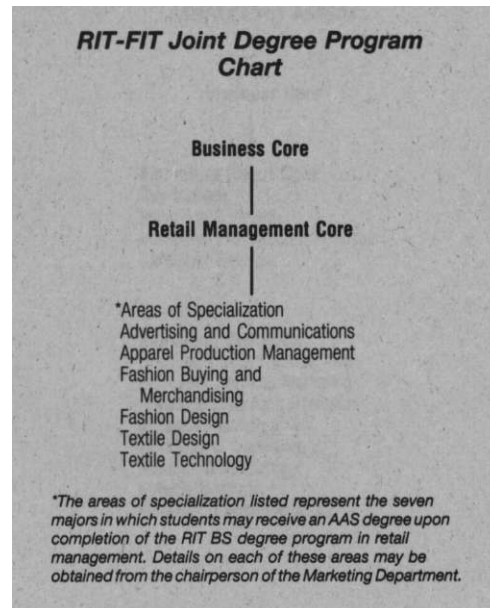 RIT-FIT Joint Degree Program
Chart
Business Core
Retail Management Core
*Areas of Specialization
Advertising and Communications
Apparel Production Management
Fashion Buying and
Merchandising
Fashion Design
Textile Design
Textile Technology
*The areas of specialization listed represent the seven
majors in which students may receive an AAS degree upon
completion of the RIT BS degree program in retail
management. Details on each of these areas may be
obtained from the chairperson of the Marketing Department.